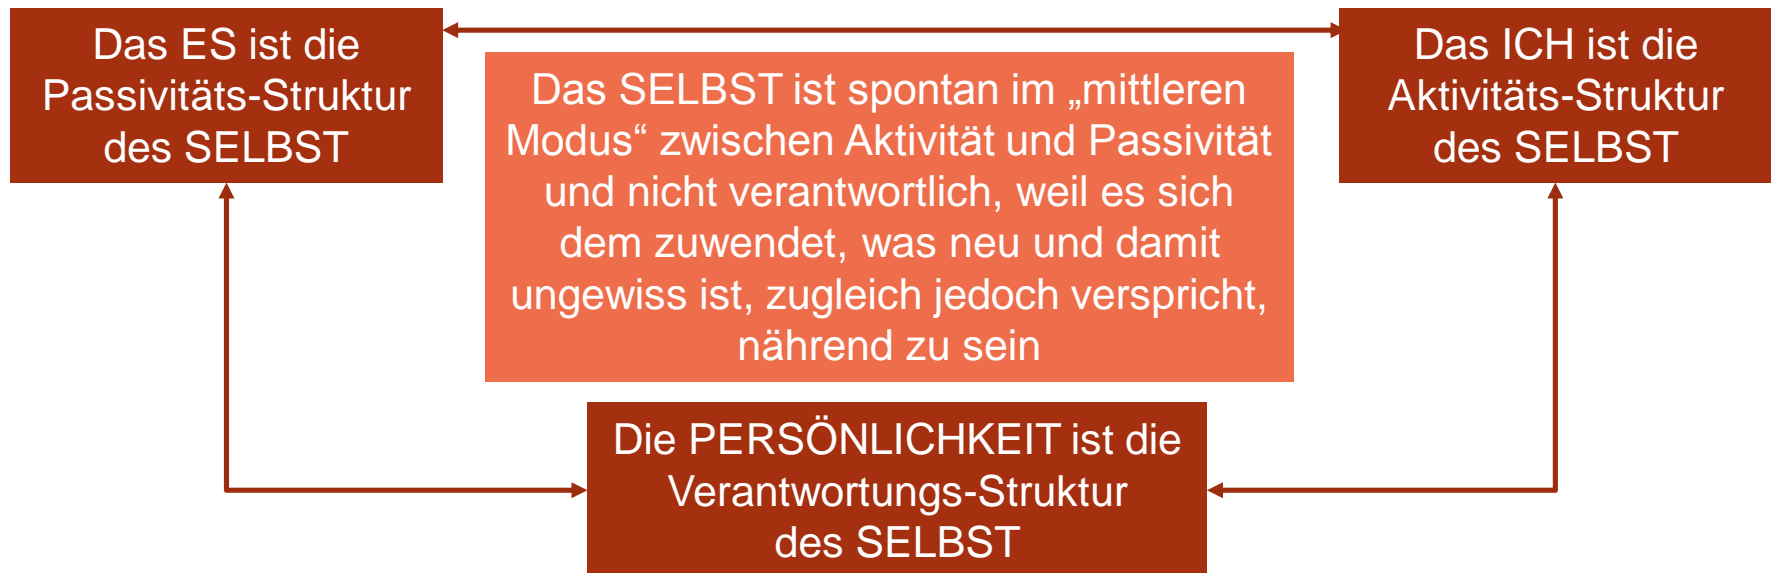 Das ES ist die
Passivitäts-Struktur
des SELBST
Das SELBST ist spontan im „mittleren
Modus“ zwischen Aktivität und Passivität
und nicht verantwortlich, weil es sich
dem zuwendet, was neu und damit
ungewiss ist, zugleich jedoch verspricht,
nährend zu sein
Das ICH ist die
Aktivitäts-Struktur
des SELBST
Die PERSÖNLICHKEIT ist die
Verantwortungs-Struktur
des SELBST